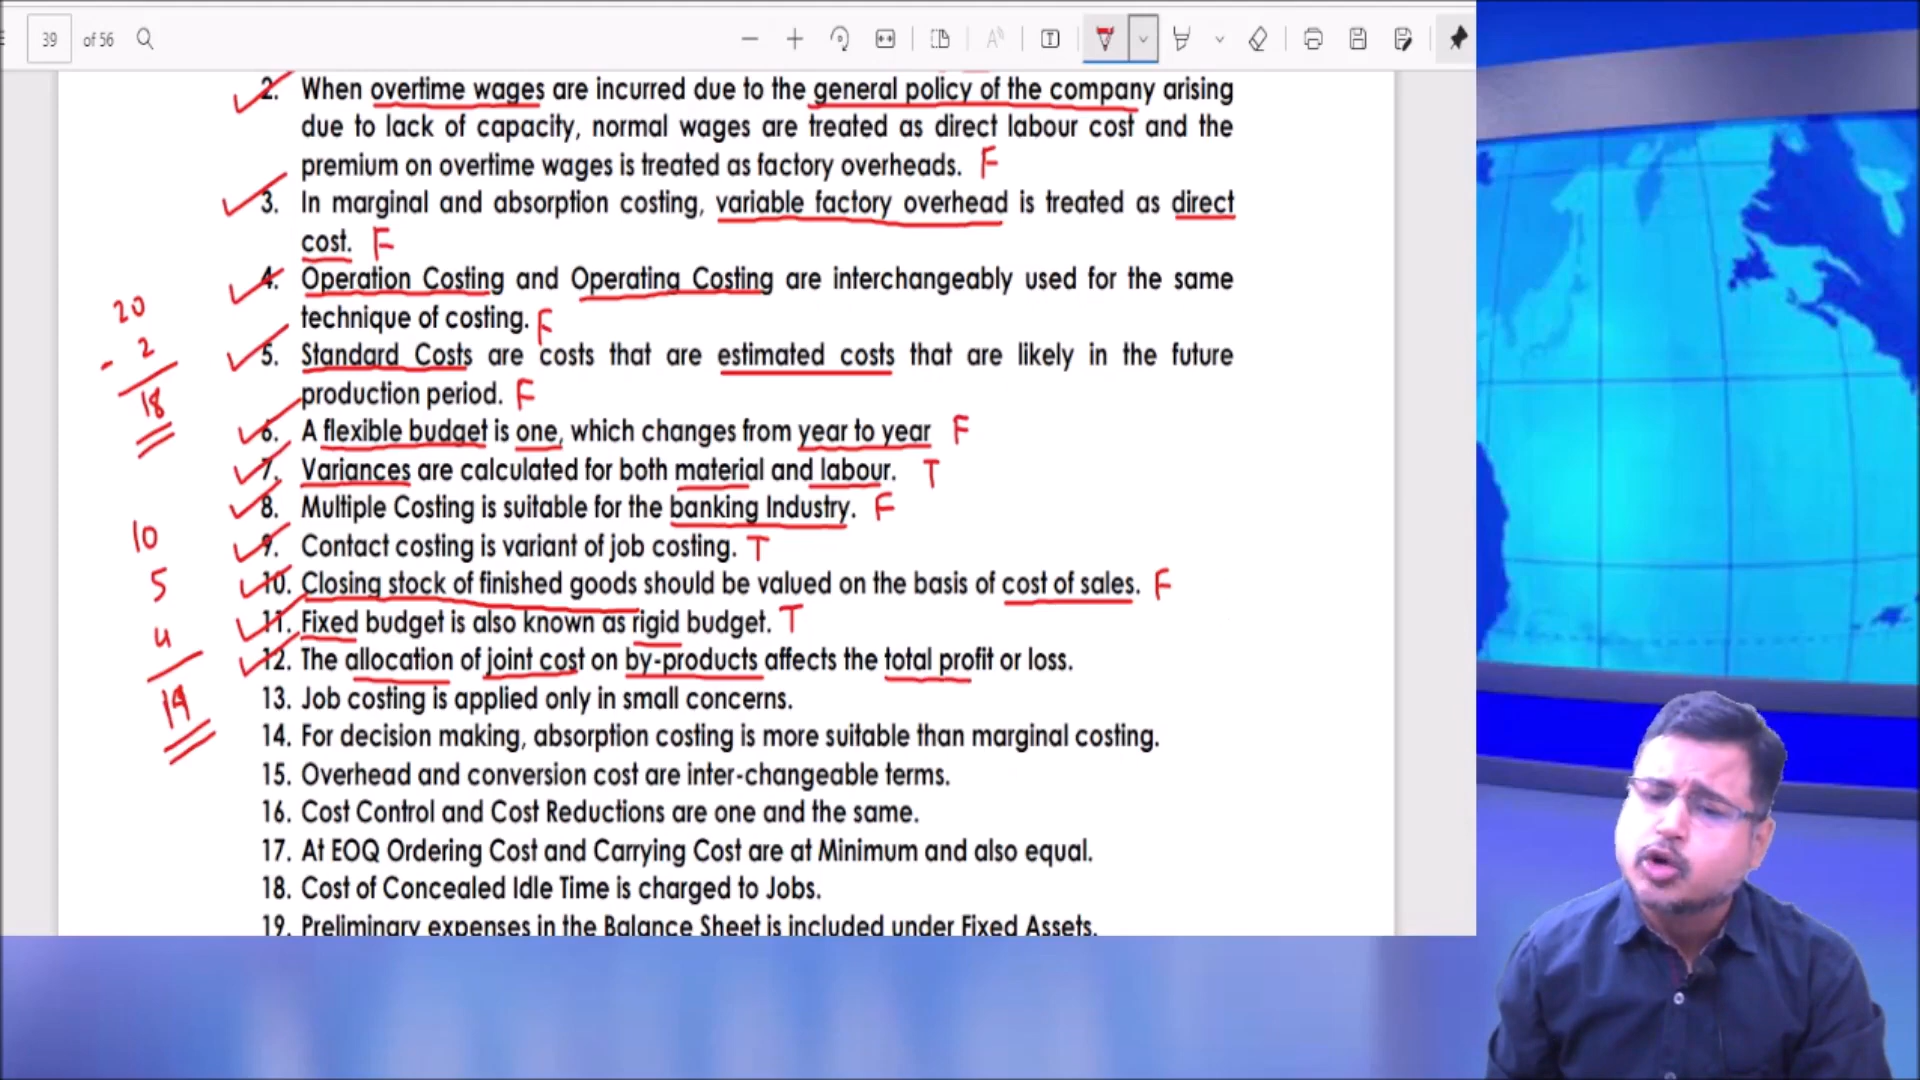 39 of 56
2. When overtime wages are incurred due to the general policy of the company arising
due to lack of capacity, normal wages are treated as direct labour cost and the
premium on overtime wages is treated as factory overheads. F
3. In marginal and absorption costing, variable factory overhead is treated as direct
cost. F
4. Operation Costing and Operating Costing are interchangeably used for the same
technique of costing. F
5. Standard Costs are costs that are estimated costs that are likely in the future
production period. F
6. A flexible budget is one, which changes from year to year F
7. Variances are calculated for both material and labour. T
8. Multiple Costing is suitable for the banking Industry. F
9. Contact costing is variant of job costing. T
10. Closing stock of finished goods should be valued on the basis of cost of sales. F
11. Fixed budget is also known as rigid budget. T
12. The allocation of joint cost on by-products affects the total profit or loss.
13. Job costing is applied only in small concerns.
14. For decision making, absorption costing is more suitable than marginal costing.
15. Overhead and conversion cost are inter-changeable terms.
16. Cost Control and Cost Reductions are one and the same.
17. At EOQ Ordering Cost and Carrying Cost are at Minimum and also equal.
18. Cost of Concealed Idle Time is charged to Jobs.
19. Preliminary expenses in the Balance Sheet is included under Fixed Assets.
20
- 2
18
10
5
4
19